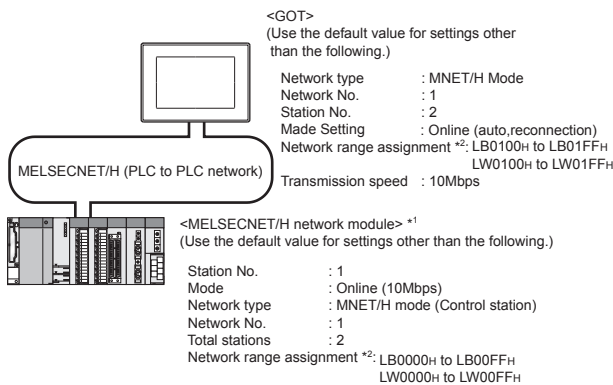 <GOT>
(Use the default value for settings other
than the following.)
Network type : MNET/H Mode
Network No. : 1
Station No. : 2
Made Setting : Online (auto,reconnection)
Network range assignment *2: LB0100H to LB01FFH
LW0100H to LW01FFH
Transmission speed : 10Mbps
MELSECNET/H (PLC to PLC network)
<MELSECNET/H network module> *1
(Use the default value for settings other than the following.)
Station No. : 1
Mode : Online (10Mbps)
Network type : MNET/H mode (Control station)
Network No. : 1
Total stations : 2
Network range assignment *2: LB0000H to LB00FFH
LW0000H to LW00FFH